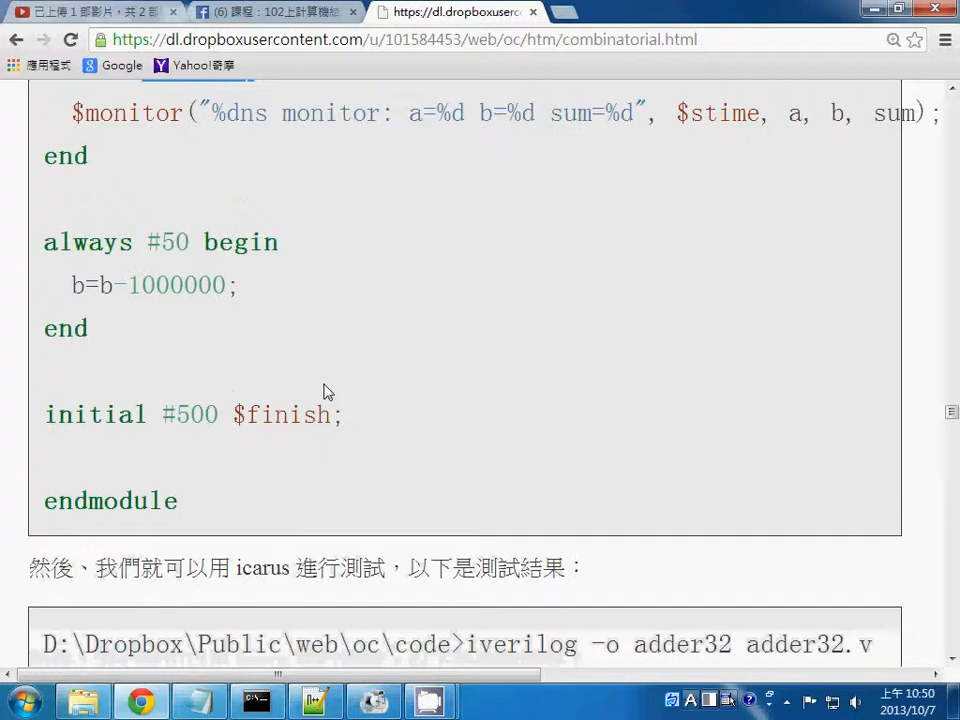 已上傳 1 部影片，共 2 部
(6) 課程：102上計算機結
https://dl.dropboxuserco
https://dl.dropboxusercontent.com/u/101584453/web/oc/htm/combinatorial.html
應用程式 Google Yahoo!奇摩
$monitor("%dns monitor: a=%d b=%d sum=%d", $stime, a, b, sum);
end
always #50 begin
b=b-1000000;
end
initial #500 $finish;
endmodule
然後、我們就可以用 icarus 進行測試，以下是測試結果：
D:\Dropbox\Public\web\oc\code>iverilog -o adder32 adder32.v
上午 10:50
2013/10/7